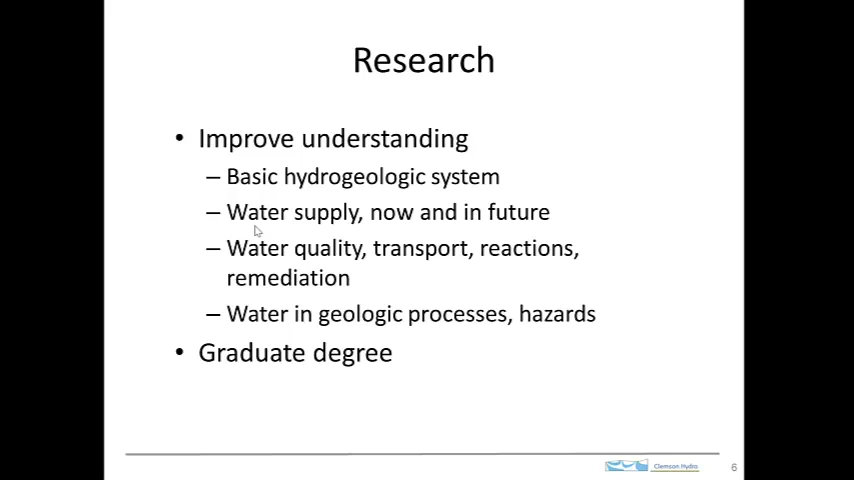 Research
• Improve understanding
– Basic hydrogeologic system
– Water supply, now and in future
– Water quality, transport, reactions,
remediation
– Water in geologic processes, hazards
• Graduate degree
Clemson Hydro
6